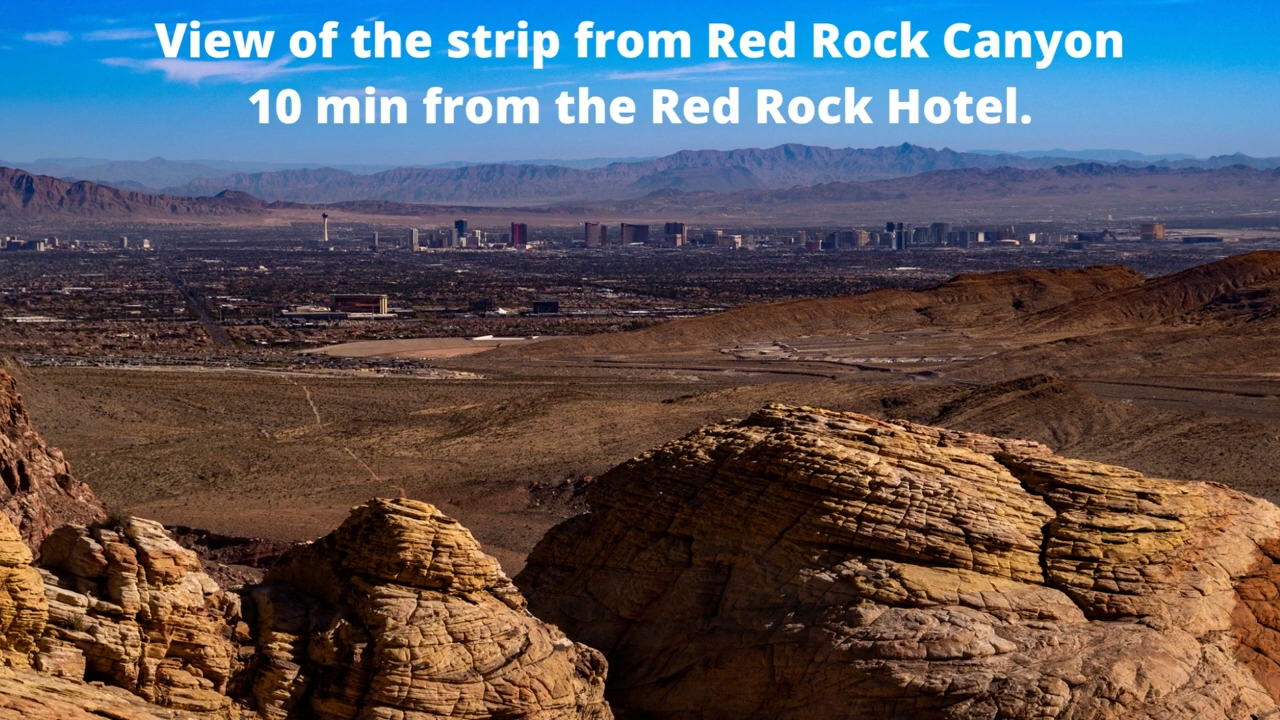 View of the strip from Red Rock Canyon
10 min from the Red Rock Hotel.